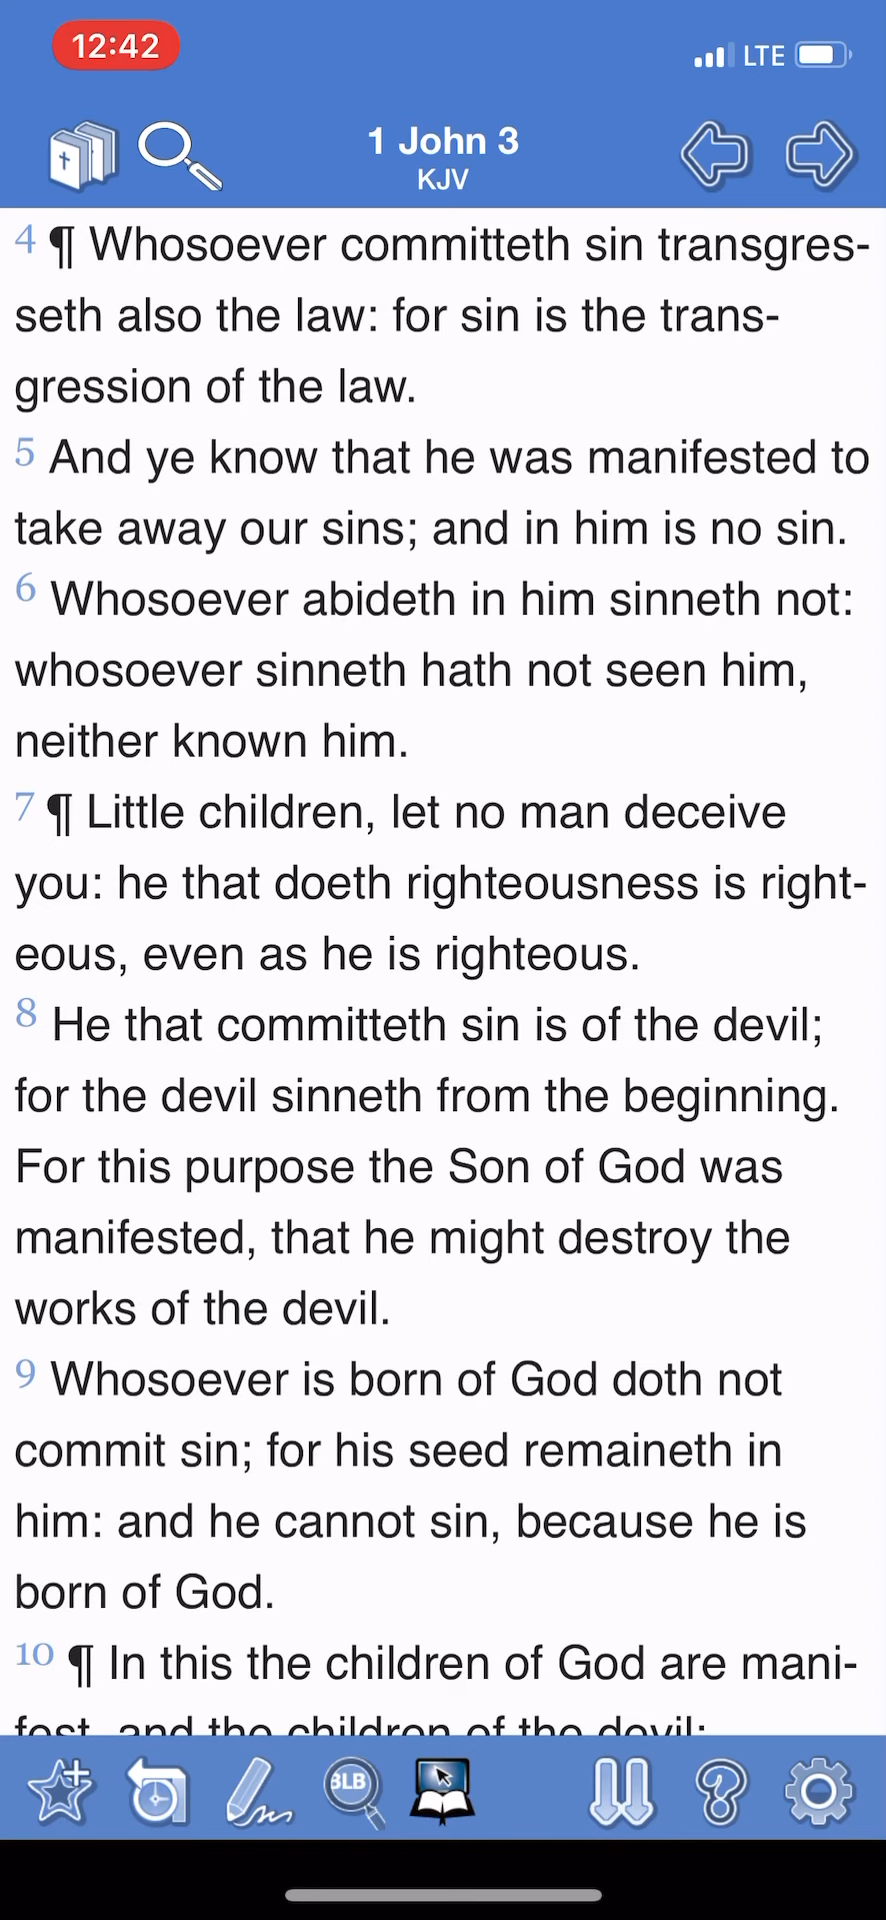 12:42
LTE
1 John 3
KJV
4 ¶ Whosoever committeth sin transgres-
seth also the law: for sin is the trans-
gression of the law.
5 And ye know that he was manifested to
take away our sins; and in him is no sin.
6 Whosoever abideth in him sinneth not:
whosoever sinneth hath not seen him,
neither known him.
7 ¶ Little children, let no man deceive
you: he that doeth righteousness is right-
eous, even as he is righteous.
8 He that committeth sin is of the devil;
for the devil sinneth from the beginning.
For this purpose the Son of God was
manifested, that he might destroy the
works of the devil.
9 Whosoever is born of God doth not
commit sin; for his seed remaineth in
him: and he cannot sin, because he is
born of God.
10 ¶ In this the children of God are mani-
fest, and the children of the devil:
BLB